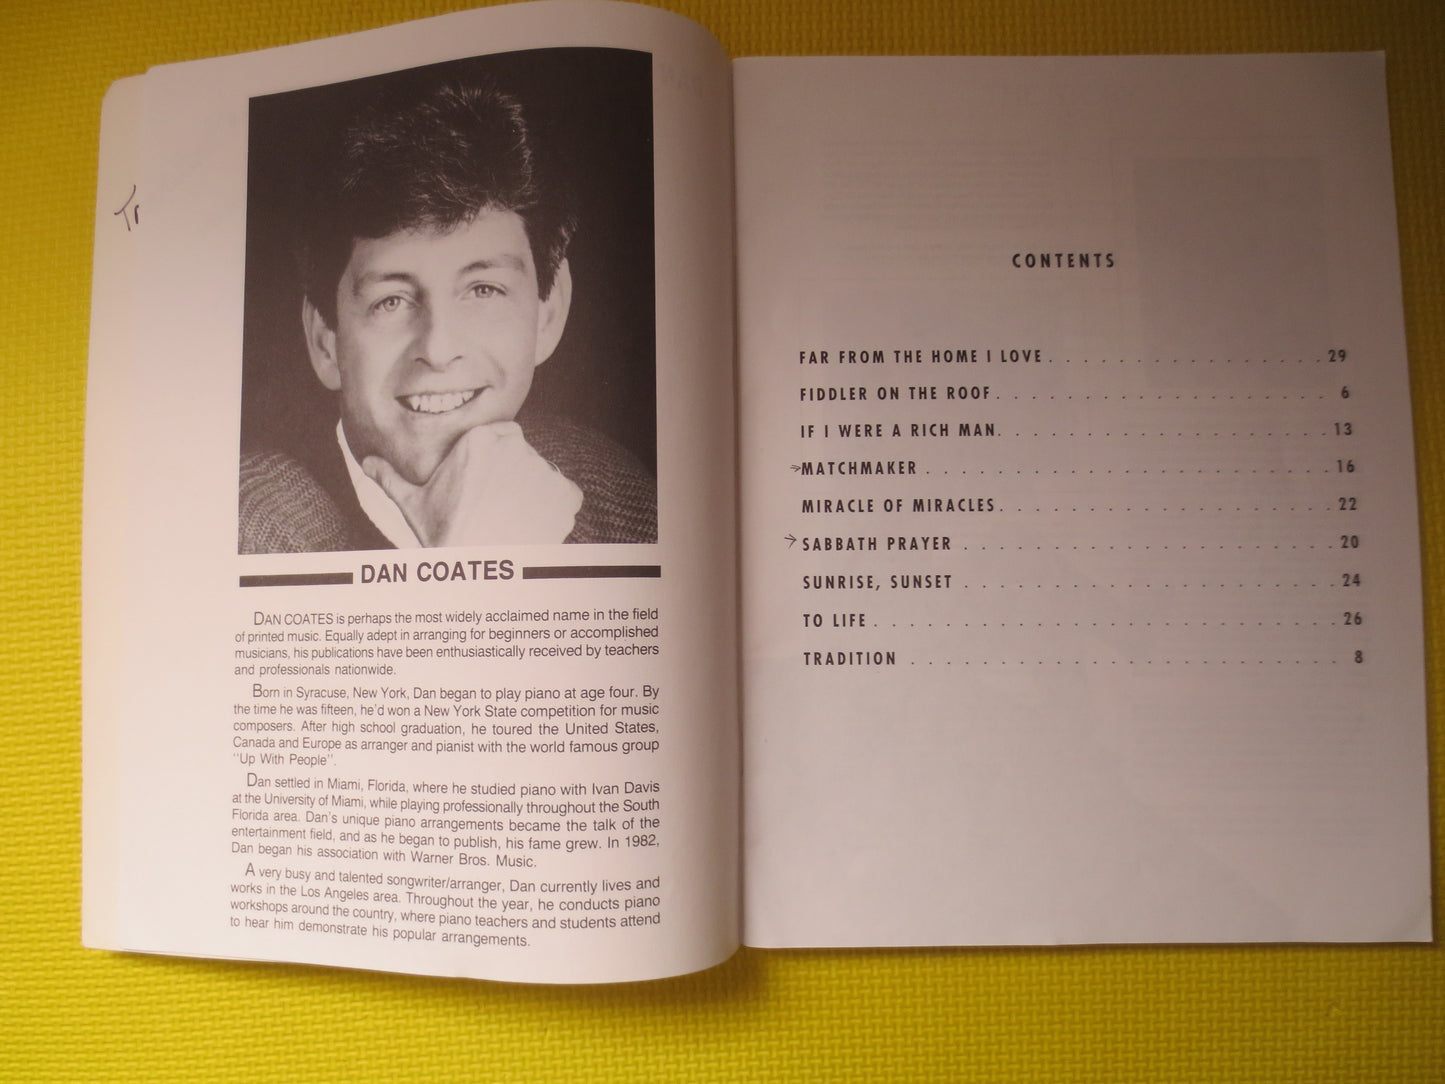 Tr
DAN COATES
DAN COATES is perhaps the most widely acclaimed name in the field
of printed music. Equally adept in arranging for beginners or accomplished
musicians, his publications have been enthusiastically received by teachers
and professionals nationwide.
Born in Syracuse, New York, Dan began to play piano at age four. By
the time he was fifteen, he'd won a New York State competition for music
composers. After high school graduation, he toured the United States,
Canada and Europe as arranger and pianist with the world famous group
"Up With People".
Dan settled in Miami, Florida, where he studied piano with Ivan Davis
at the University of Miami, while playing professionally throughout the South
Florida area. Dan's unique piano arrangements became the talk of the
entertainment field, and as he began to publish, his fame grew. In 1982,
Dan began his association with Warner Bros. Music.
A very busy and talented songwriter/arranger, Dan currently lives and
works in the Los Angeles area. Throughout the year, he conducts piano
workshops around the country, where piano teachers and students attend
to hear him demonstrate his popular arrangements.
CONTENTS
FAR FROM THE HOME I LOVE . . . . . . . . . . . . . . . . . . . 29
FIDDLER ON THE ROOF . . . . . . . . . . . . . . . . . . . . . . 6
IF I WERE A RICH MAN . . . . . . . . . . . . . . . . . . . . . . 13
→MATCHMAKER . . . . . . . . . . . . . . . . . . . . . . . . . . . 16
MIRACLE OF MIRACLES . . . . . . . . . . . . . . . . . . . . . . 22
→SABBATH PRAYER . . . . . . . . . . . . . . . . . . . . . . . . . 20
SUNRISE, SUNSET . . . . . . . . . . . . . . . . . . . . . . . . . 24
TO LIFE . . . . . . . . . . . . . . . . . . . . . . . . . . . . . . . 26
TRADITION . . . . . . . . . . . . . . . . . . . . . . . . . . . . 8